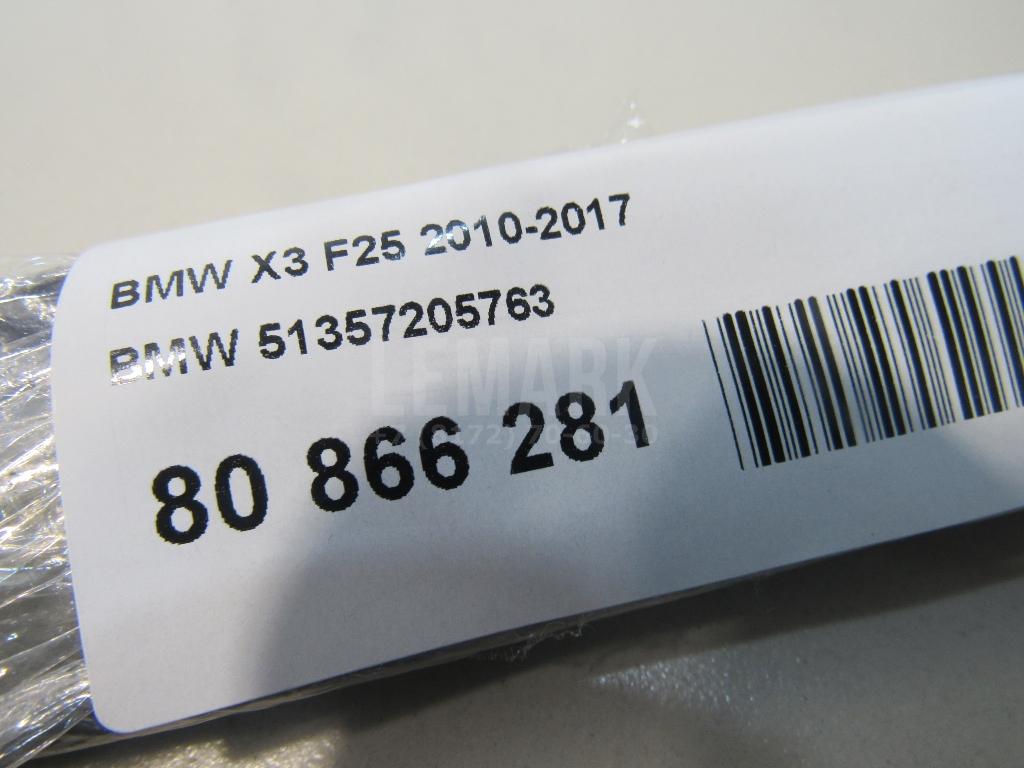 BMW X3 F25 2010-2017
BMW 51357205763
LEMARK
80 866 281